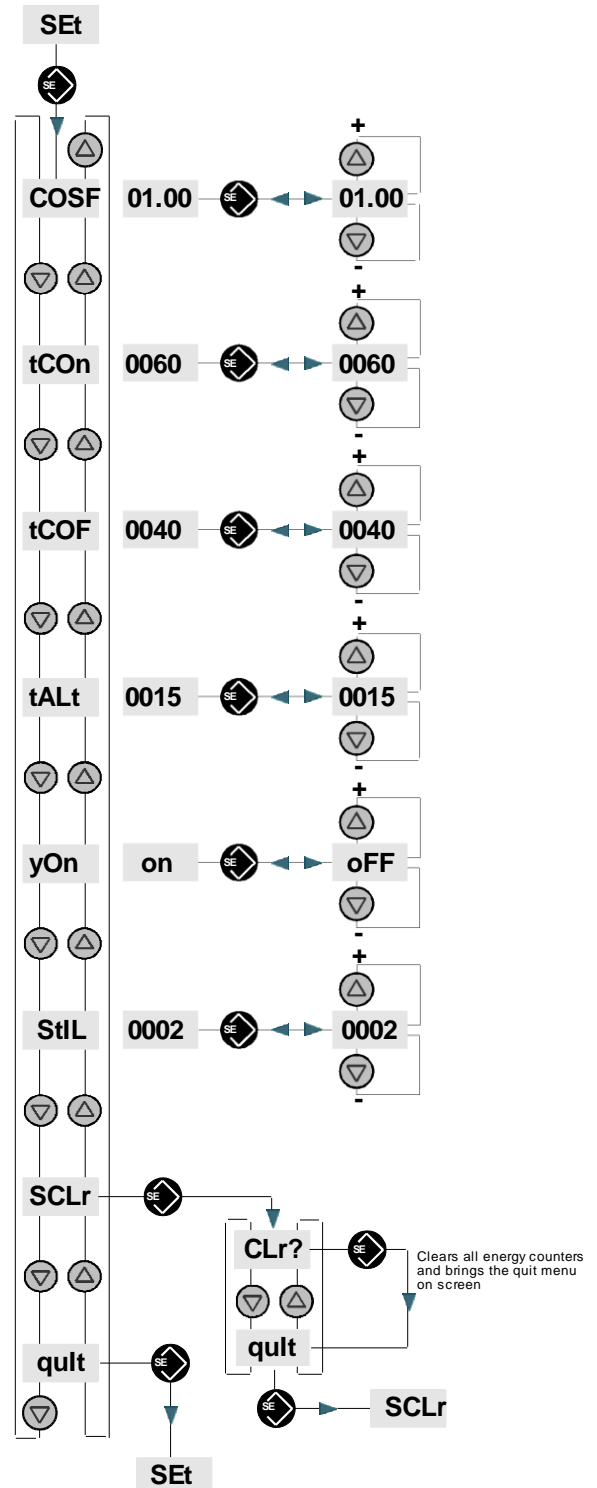 SEt
SE
+
COSF 01.00 SE 01.00
-
+
tCOn 0060 SE 0060
-
+
tCOF 0040 SE 0040
-
+
tALt 0015 SE 0015
-
+
yOn on SE oFF
-
+
StIL 0002 SE 0002
-
SCLr SE
CLr? SE
Clears all energy counters
and brings the quit menu
on screen
quIt SE
quIt
SE SCLr
SEt